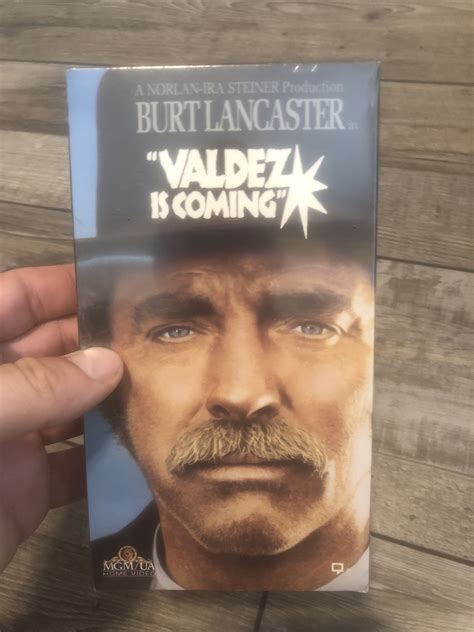 A NORLAN-IRA STEINER Production
BURT LANCASTER in
"VALDEZ
IS COMING"
MGM/UA
HOME VIDEO